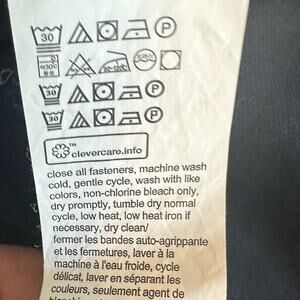 30
P
30
P
30
P
clevercare.info
close all fasteners, machine wash
cold, gentle cycle, wash with like
colors, non-chlorine bleach only,
dry promptly, tumble dry normal
cycle, low heat, low heat iron if
necessary, dry clean/
fermer les bandes auto-agrippante
et les fermetures, laver à la
machine à l'eau froide, cycle
délicat, laver en séparant les
couleurs, seulement agent de